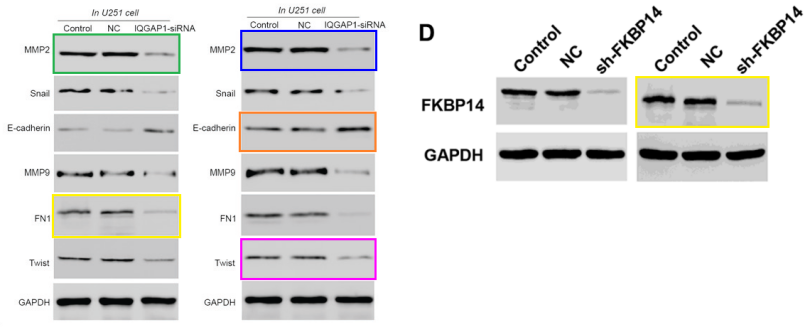 In U251 cell
Control NC IQGAP1-siRNA
MMP2
Snail
E-cadherin
MMP9
FN1
Twist
GAPDH
In U251 cell
Control NC IQGAP1-siRNA
MMP2
Snail
E-cadherin
MMP9
FN1
Twist
GAPDH
D
Control NC sh-FKBP14 Control NC sh-FKBP14
FKBP14
GAPDH